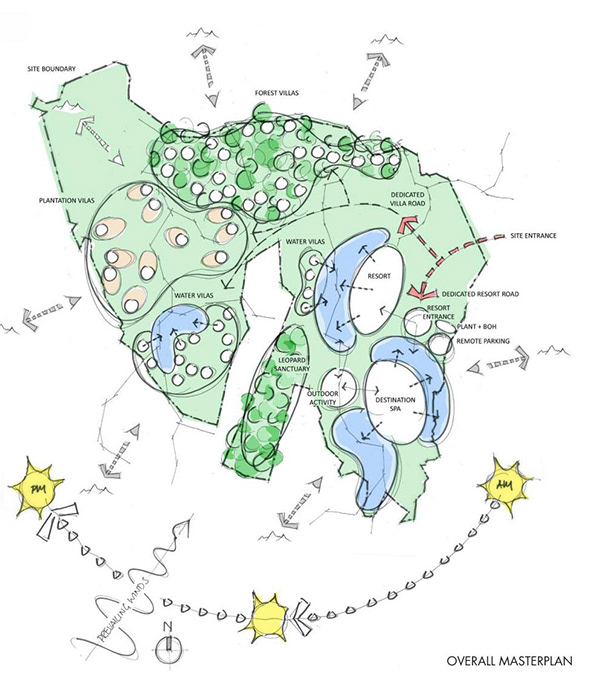 SITE BOUNDARY
FOREST VILLAS
PLANTATION VILAS
DEDICATED
VILLA ROAD
SITE ENTRANCE
WATER VILAS
RESORT
WATER VILAS
DEDICATED RESORT ROAD
RESORT
ENTRANCE
PLANT + BOH
REMOTE PARKING
LEOPARD
SANCTUARY
OUTDOOR
ACTIVITY
DESTINATION
SPA
PM
AM
PREVAILING WINDS
N
OVERALL MASTERPLAN